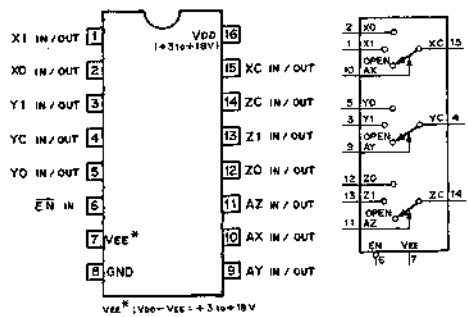 X1 IN/OUT 1
X0 IN/OUT 2
Y1 IN/OUT 3
YC IN/OUT 4
Y0 IN/OUT 5
EN IN 6
7 VEE*
8 GND
VDD 16
(+3 to +18V)
15 XC IN/OUT
14 ZC IN/OUT
13 Z1 IN/OUT
12 Z0 IN/OUT
11 AZ IN/OUT
10 AX IN/OUT
9 AY IN/OUT
VEE* ; VDD - VEE = +3 to +18V
2 X0
1 X1 XC 15
OPEN
10 AX
5 Y0
3 Y1 YC 4
OPEN
9 AY
12 Z0
13 Z1 ZC 14
OPEN
11 AZ
EN VEE
6 7